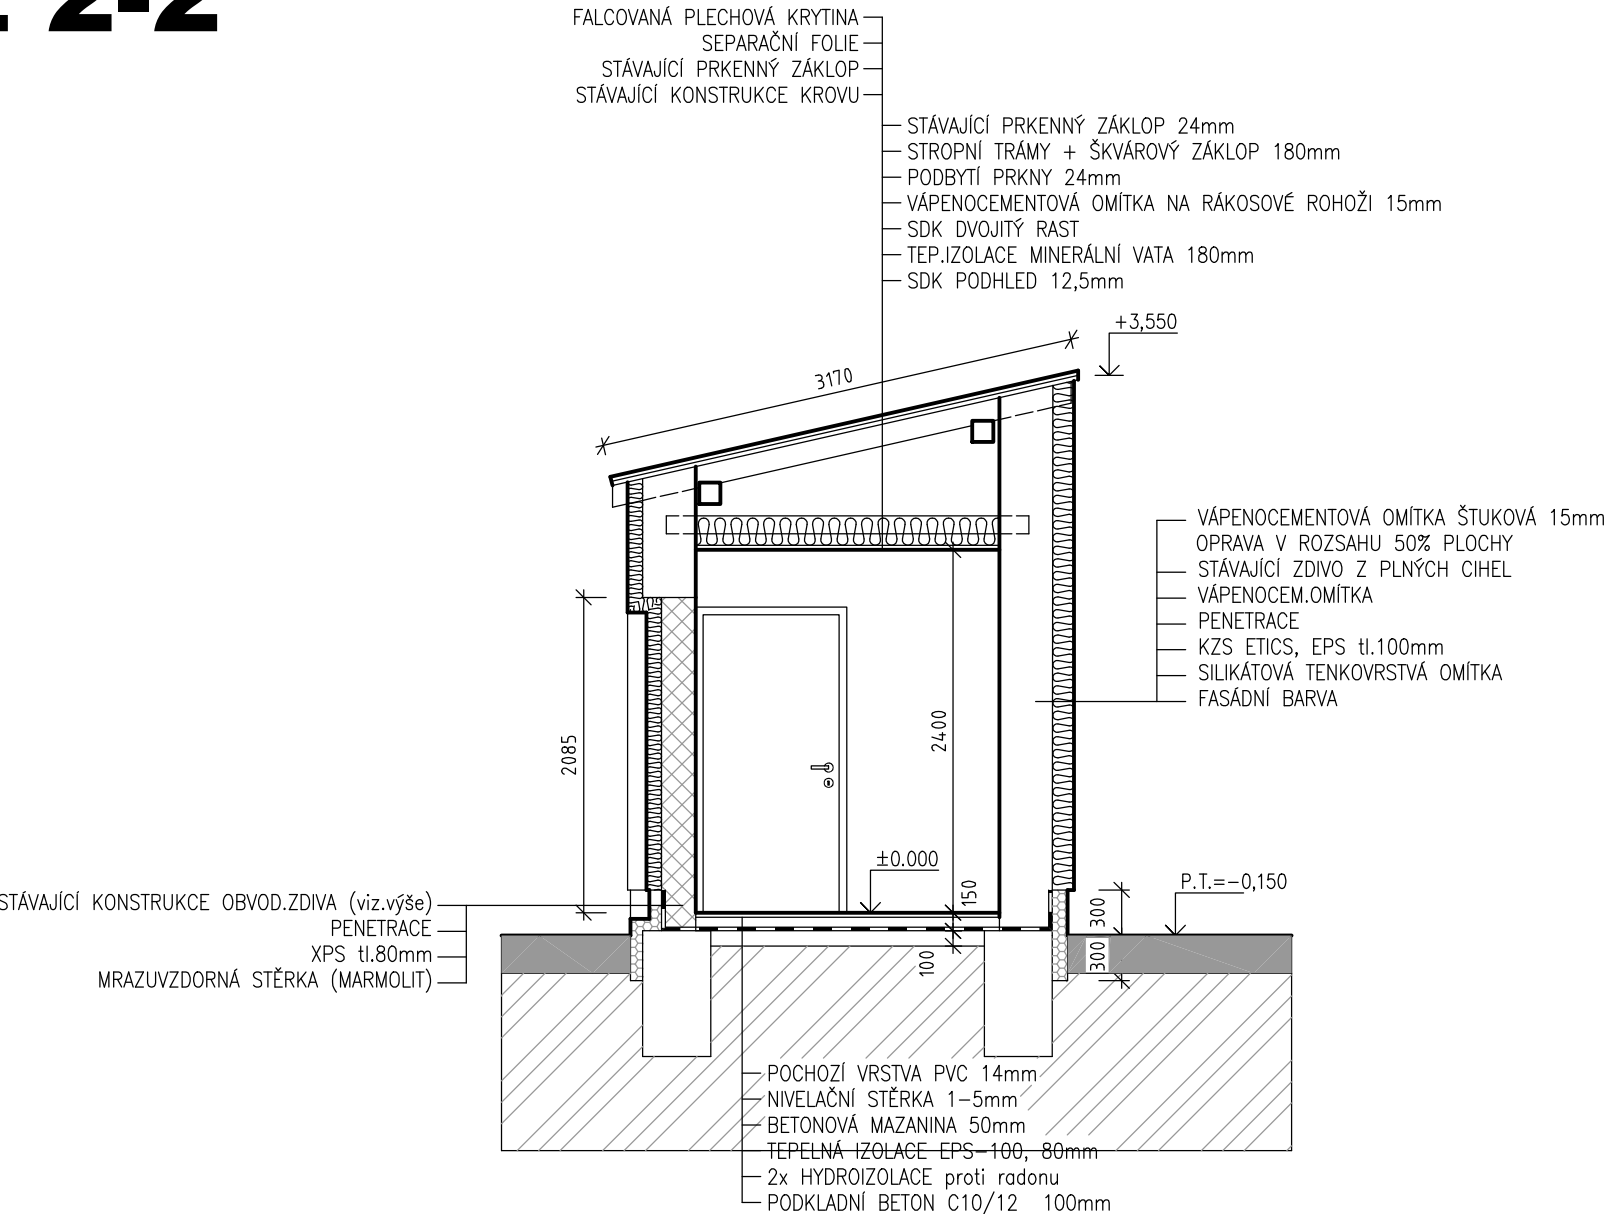 2-2
FALCOVANÁ PLECHOVÁ KRYTINA
SEPARAČNÍ FOLIE
STÁVAJÍCÍ PRKENNÝ ZÁKLOP
STÁVAJÍCÍ KONSTRUKCE KROVU
STÁVAJÍCÍ PRKENNÝ ZÁKLOP 24mm
STROPNÍ TRÁMY + ŠKVÁROVÝ ZÁKLOP 180mm
PODBYTÍ PRKNY 24mm
VÁPENOCEMENTOVÁ OMÍTKA NA RÁKOSOVÉ ROHOŽI 15mm
SDK DVOJITÝ RAST
TEP.IZOLACE MINERÁLNÍ VATA 180mm
SDK PODHLED 12,5mm
+3,550
3170
VÁPENOCEMENTOVÁ OMÍTKA ŠTUKOVÁ 15mm
OPRAVA V ROZSAHU 50% PLOCHY
STÁVAJÍCÍ ZDIVO Z PLNÝCH CIHEL
VÁPENOCEM.OMÍTKA
PENETRACE
KZS ETICS, EPS tl.100mm
SILIKÁTOVÁ TENKOVRSTVÁ OMÍTKA
FASÁDNÍ BARVA
2085
2400
±0.000
150
100
P.T.=-0,150
300
300
STÁVAJÍCÍ KONSTRUKCE OBVOD.ZDIVA (viz.výše)
PENETRACE
XPS tl.80mm
MRAZUVZDORNÁ STĚRKA (MARMOLIT)
POCHOZÍ VRSTVA PVC 14mm
NIVELAČNÍ STĚRKA 1-5mm
BETONOVÁ MAZANINA 50mm
TEPELNÁ IZOLACE EPS-100, 80mm
2x HYDROIZOLACE proti radonu
PODKLADNÍ BETON C10/12 100mm